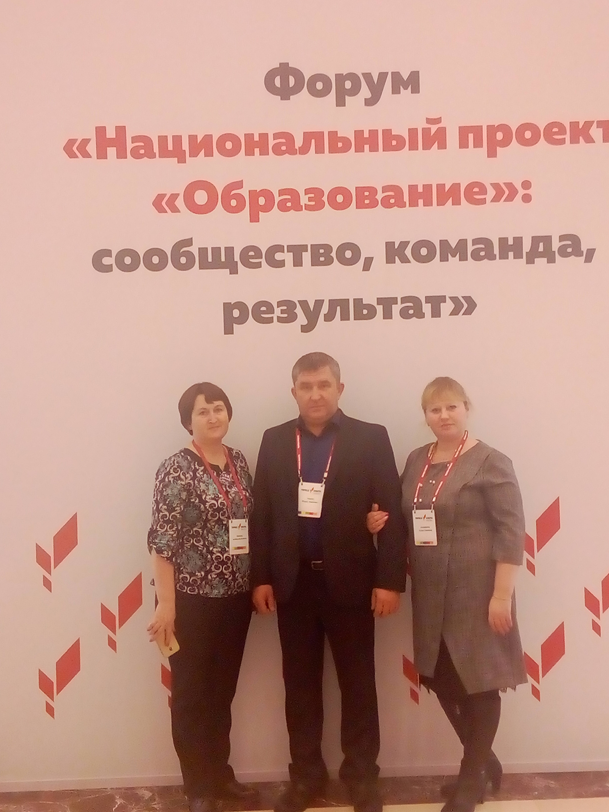 Форум
«Национальный проект
«Образование»:
сообщество, команда,
результат»